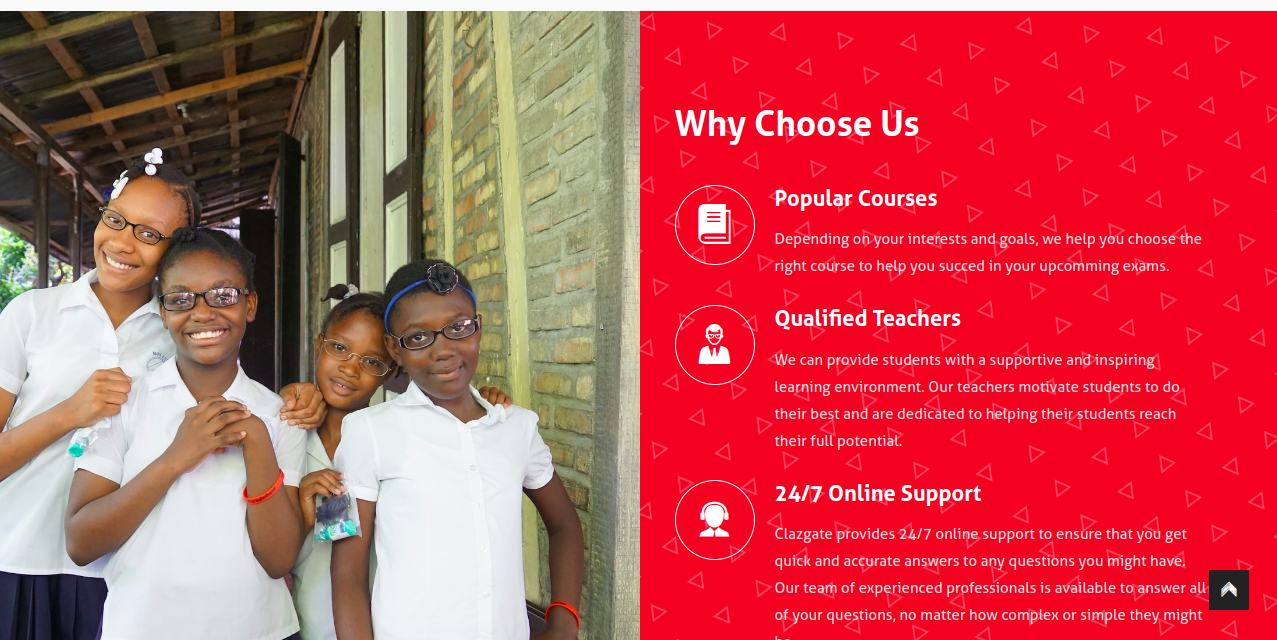 Why Choose Us
Popular Courses
Depending on your interests and goals, we help you choose the
right course to help you succed in your upcomming exams.
Qualified Teachers
We can provide students with a supportive and inspiring
learning environment. Our teachers motivate students to do
their best and are dedicated to helping their students reach
their full potential.
24/7 Online Support
Clazgate provides 24/7 online support to ensure that you get
quick and accurate answers to any questions you might have.
Our team of experienced professionals is available to answer all
of your questions, no matter how complex or simple they might